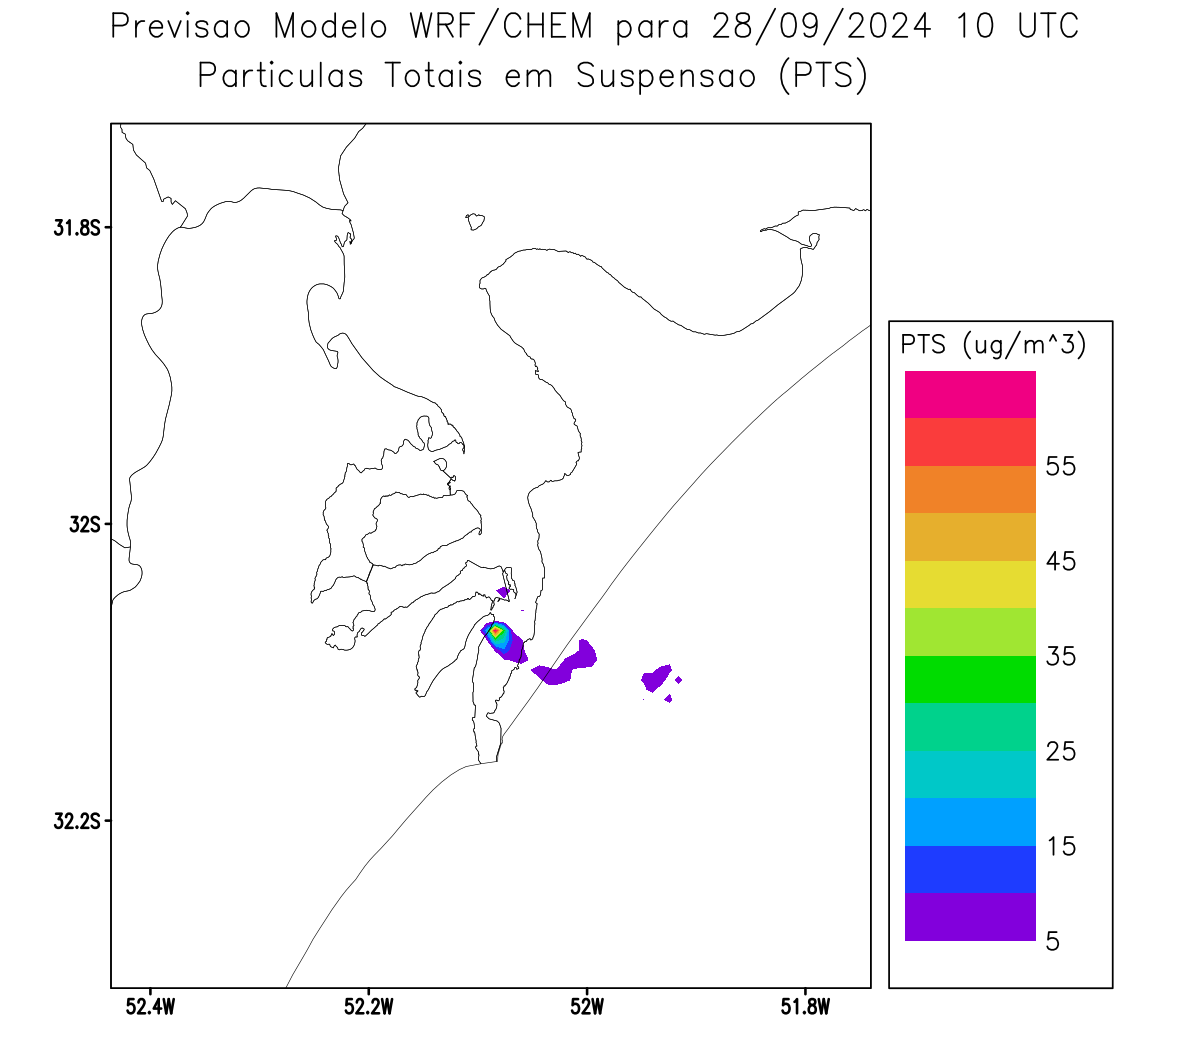 Previsao Modelo WRF/CHEM para 28/09/2024 10 UTC
Particulas Totais em Suspensao (PTS)
31.8S
32S
32.2S
52.4W
52.2W
52W
51.8W
PTS (ug/m^3)
55
45
35
25
15
5